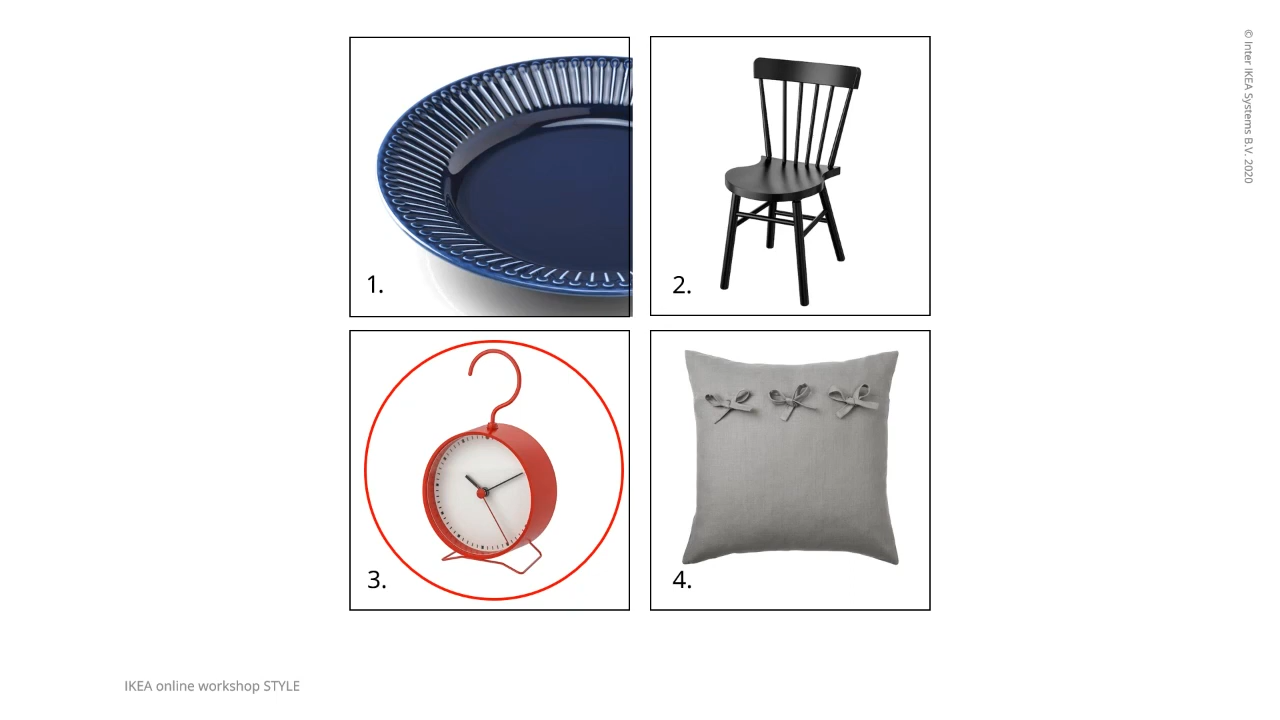 1.
2.
3.
4.
IKEA online workshop STYLE
© Inter IKEA Systems B.V. 2020